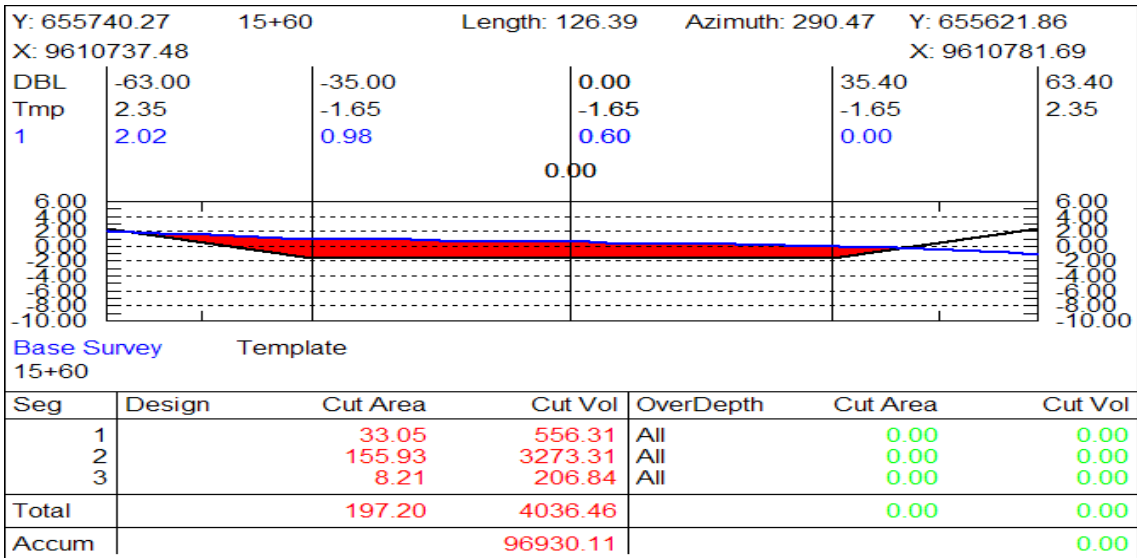 Y: 655740.27 15+60 Length: 126.39 Azimuth: 290.47 Y: 655621.86
X: 9610737.48 X: 9610781.69
DBL -63.00 -35.00 0.00 35.40 63.40
Tmp 2.35 -1.65 -1.65 -1.65 2.35
1 2.02 0.98 0.60 0.00
0.00
6.00 6.00
4.00 4.00
2.00 2.00
0.00 0.00
-2.00 -2.00
-4.00 -4.00
-6.00 -6.00
-8.00 -8.00
-10.00 -10.00
Base Survey Template
15+60
Seg Design Cut Area Cut Vol OverDepth Cut Area Cut Vol
1 33.05 556.31 All 0.00 0.00
2 155.93 3273.31 All 0.00 0.00
3 8.21 206.84 All 0.00 0.00
Total 197.20 4036.46 0.00 0.00
Accum 96930.11 0.00